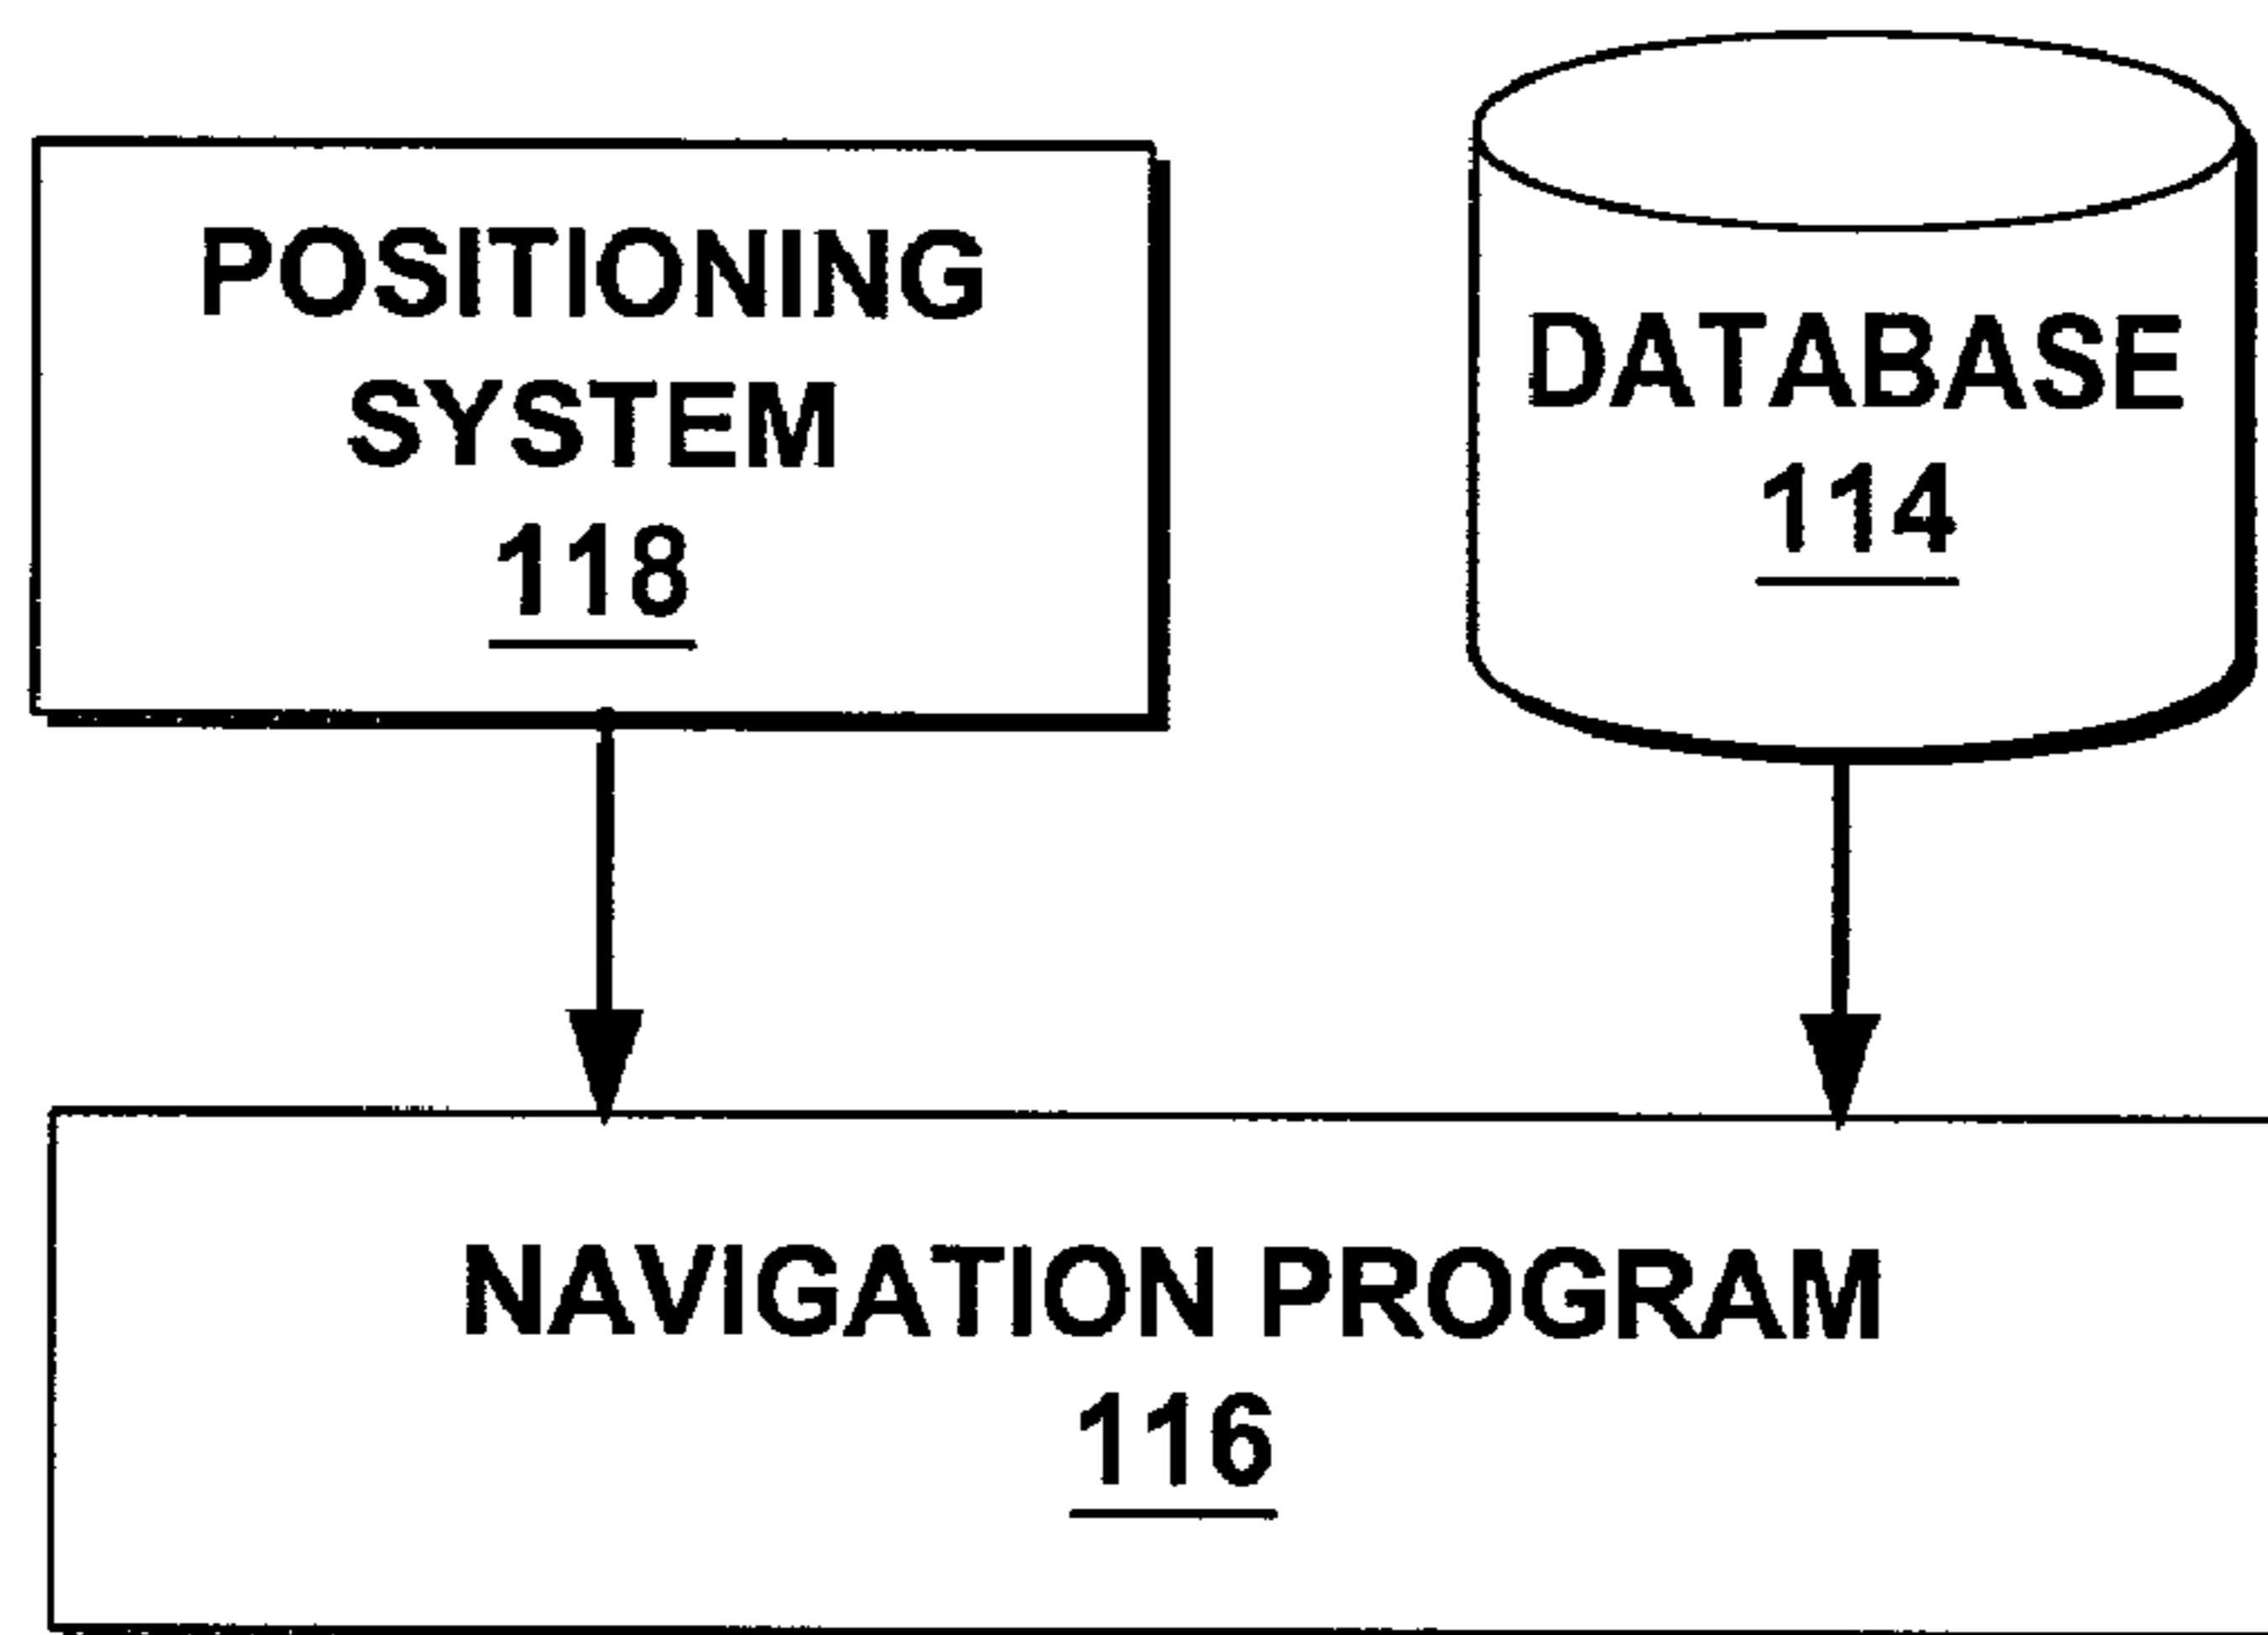 POSITIONING
SYSTEM
118
DATABASE
114
NAVIGATION PROGRAM
116